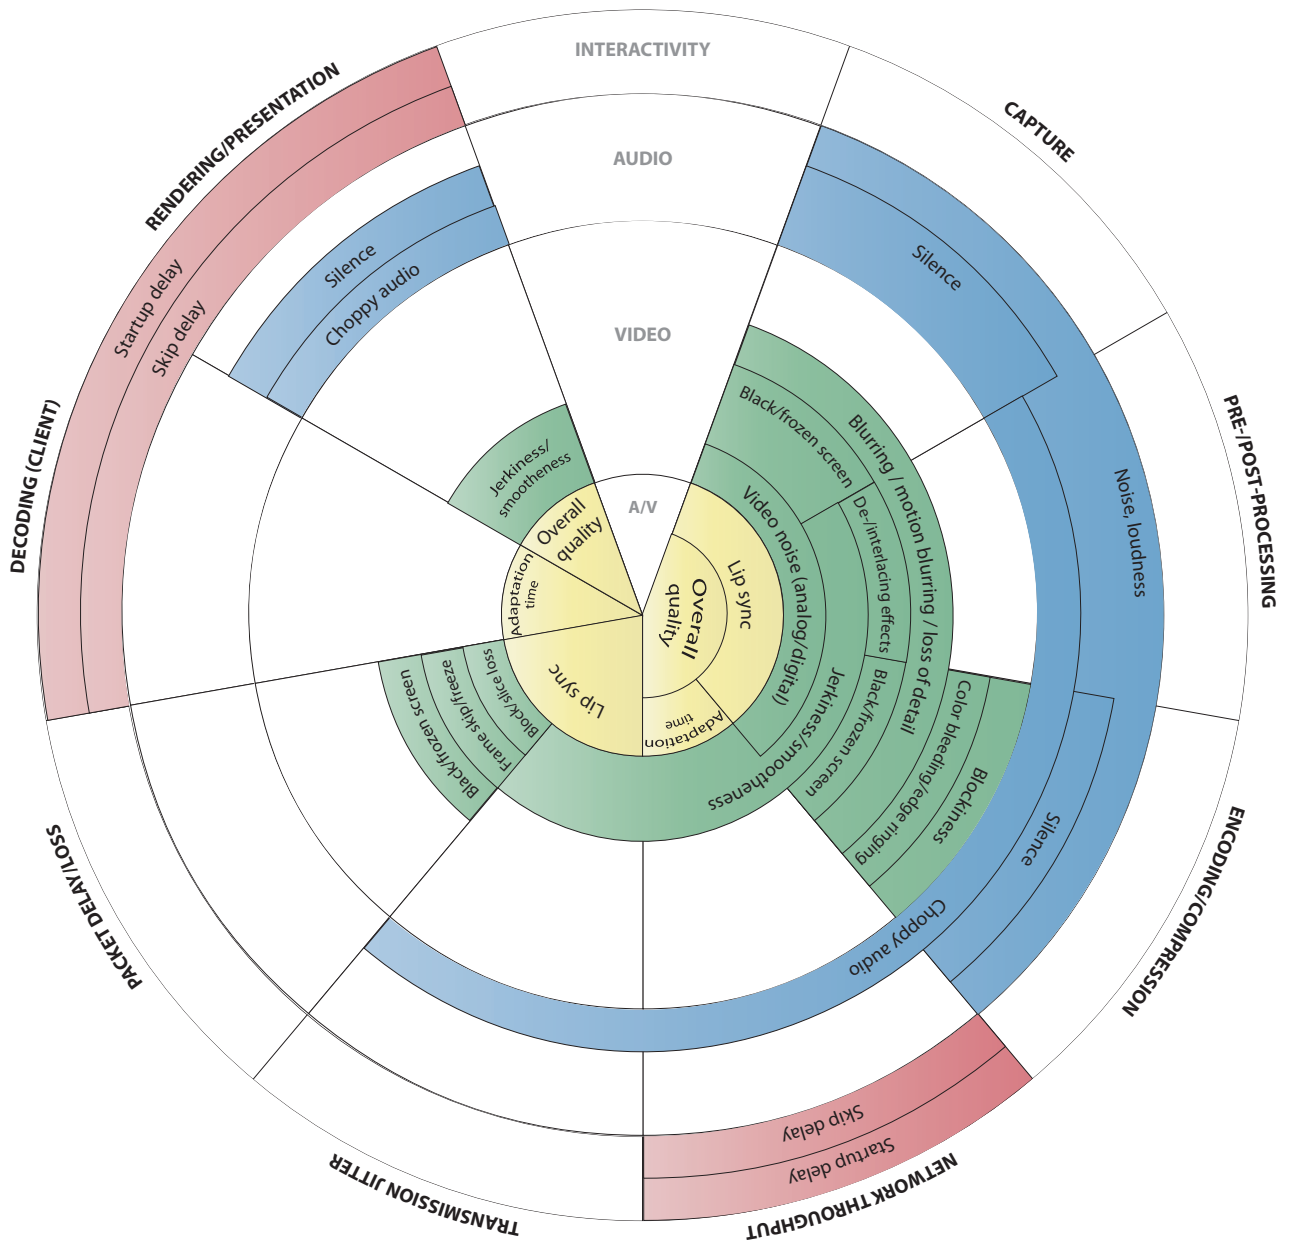 INTERACTIVITY
AUDIO
VIDEO
A/V
CAPTURE
PRE-/POST-PROCESSING
ENCODING/COMPRESSION
NETWORK THROUGHPUT
TRANSMISSION JITTER
PACKET DELAY/LOSS
DECODING (CLIENT)
RENDERING/PRESENTATION
Silence
Noise, loudness
Silence
Choppy audio
Blurring / motion blurring / loss of detail
Black/frozen screen
De-/interlacing effects
Video noise (analog/digital)
Jerkiness/smootheness
Black/frozen screen
Color bleeding/edge ringing
Blockiness
Lip sync
Overall
quality
Adaptation
time
Skip delay
Startup delay
Lip sync
Block/slice loss
Frame skip/freeze
Black/frozen screen
Adaptation
time
Overall
quality
Jerkiness/
smootheness
Silence
Choppy audio
Startup delay
Skip delay